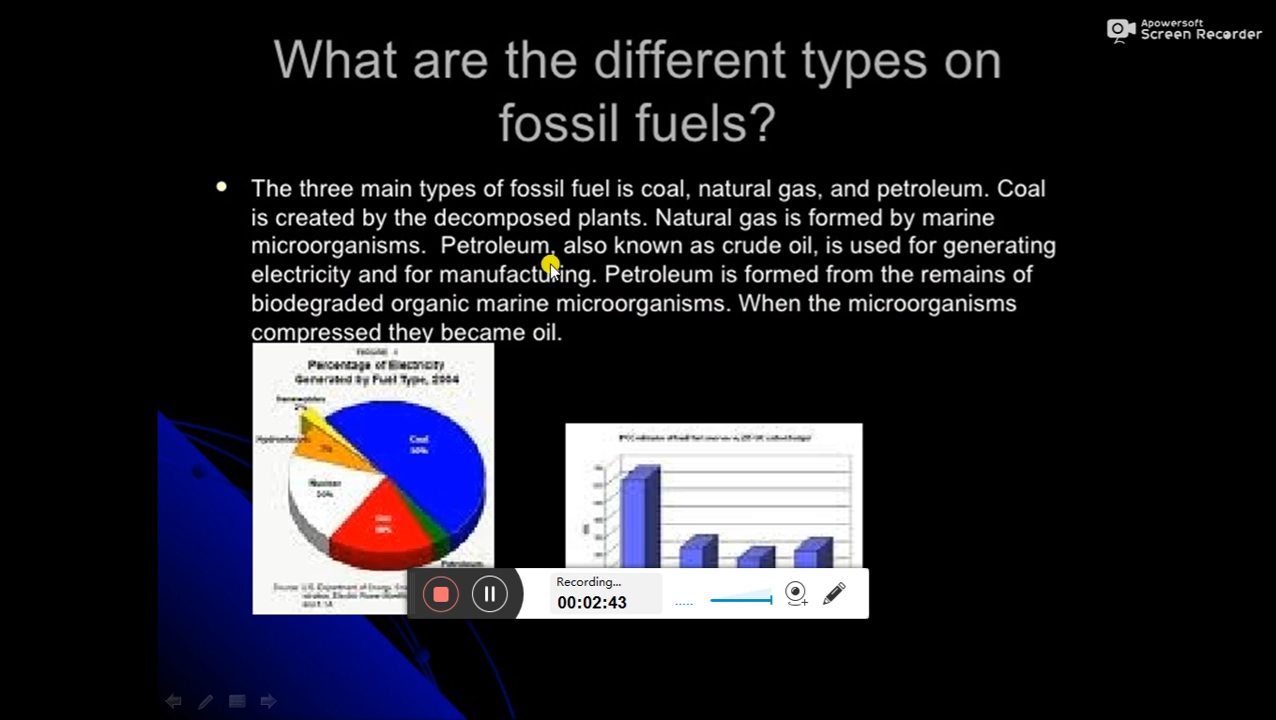 Apowersoft
Screen Recorder
What are the different types on
fossil fuels?
The three main types of fossil fuel is coal, natural gas, and petroleum. Coal
is created by the decomposed plants. Natural gas is formed by marine
microorganisms. Petroleum, also known as crude oil, is used for generating
electricity and for manufacturing. Petroleum is formed from the remains of
biodegraded organic marine microorganisms. When the microorganisms
compressed they became oil.
Percentage of Electricity
Generated by Fuel Type, 2004
Coal
Nuclear
Gas
Recording...
00:02:43